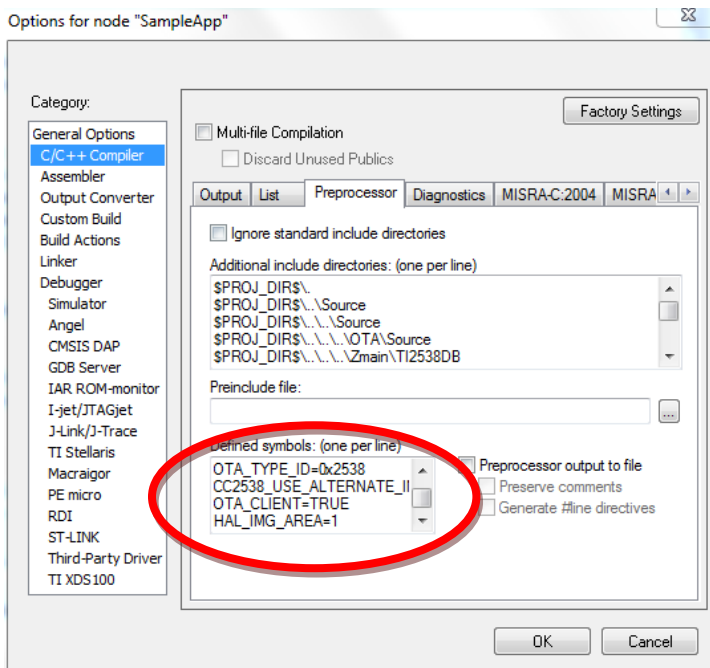 Options for node "SampleApp"
Category:
General Options
C/C++ Compiler
Assembler
Output Converter
Custom Build
Build Actions
Linker
Debugger
Simulator
Angel
CMSIS DAP
GDB Server
IAR ROM-monitor
I-jet/JTAGjet
J-Link/J-Trace
TI Stellaris
Macraigor
PE micro
RDI
ST-LINK
Third-Party Driver
TI XDS100
Factory Settings
Multi-file Compilation
Discard Unused Publics
Output List Preprocessor Diagnostics MISRA-C:2004 MISRA
Ignore standard include directories
Additional include directories: (one per line)
$PROJ_DIR$\.
$PROJ_DIR$\..\Source
$PROJ_DIR$\..\..\Source
$PROJ_DIR$\..\..\..\OTA\Source
$PROJ_DIR$\..\..\..\Zmain\TI2538DB
Preinclude file:
...
Defined symbols: (one per line)
OTA_TYPE_ID=0x2538
CC2538_USE_ALTERNATE_II
OTA_CLIENT=TRUE
HAL_IMG_AREA=1
Preprocessor output to file
Preserve comments
Generate #line directives
OK Cancel